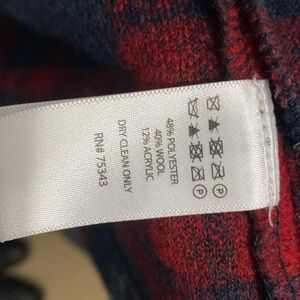 48% POLYESTER
40% WOOL
12% ACRYLIC
DRY CLEAN ONLY
RN# 75343
P
P